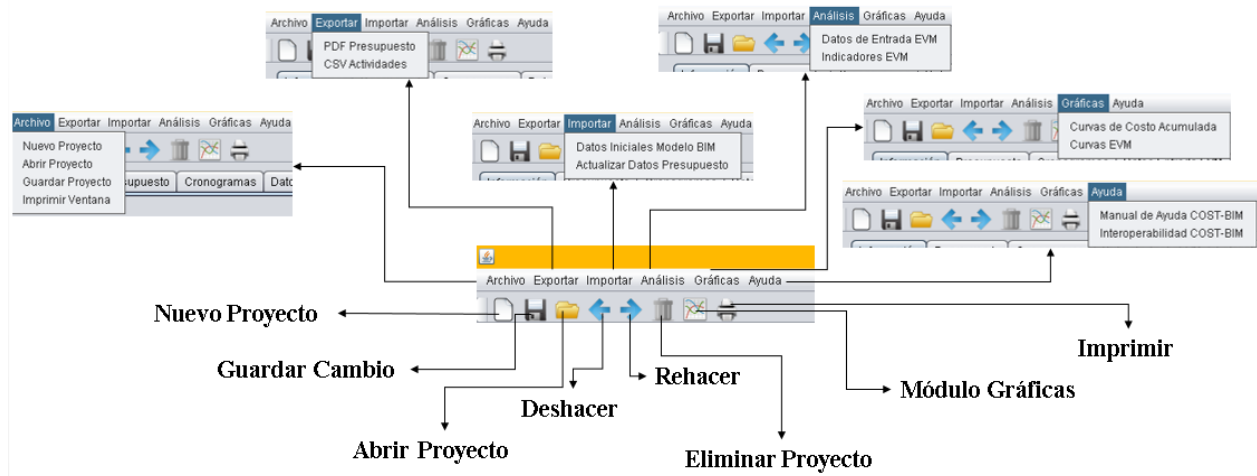 Archivo Exportar Importar Análisis Gráficas Ayuda
PDF Presupuesto
CSV Actividades
Archivo Exportar Importar Análisis Gráficas Ayuda
Datos de Entrada EVM
Indicadores EVM
Archivo Exportar Importar Análisis Gráficas Ayuda
Nuevo Proyecto
Abrir Proyecto
Guardar Proyecto
Imprimir Ventana
supuesto Cronogramas Dato
Archivo Exportar Importar Análisis Gráficas Ayuda
Datos Iniciales Modelo BIM
Actualizar Datos Presupuesto
Archivo Exportar Importar Análisis Gráficas Ayuda
Curvas de Costo Acumulada
Curvas EVM
Archivo Exportar Importar Análisis Gráficas Ayuda
Manual de Ayuda COST-BIM
Interoperabilidad COST-BIM
Archivo Exportar Importar Análisis Gráficas Ayuda
Nuevo Proyecto
Guardar Cambio
Abrir Proyecto
Deshacer
Rehacer
Eliminar Proyecto
Módulo Gráficas
Imprimir